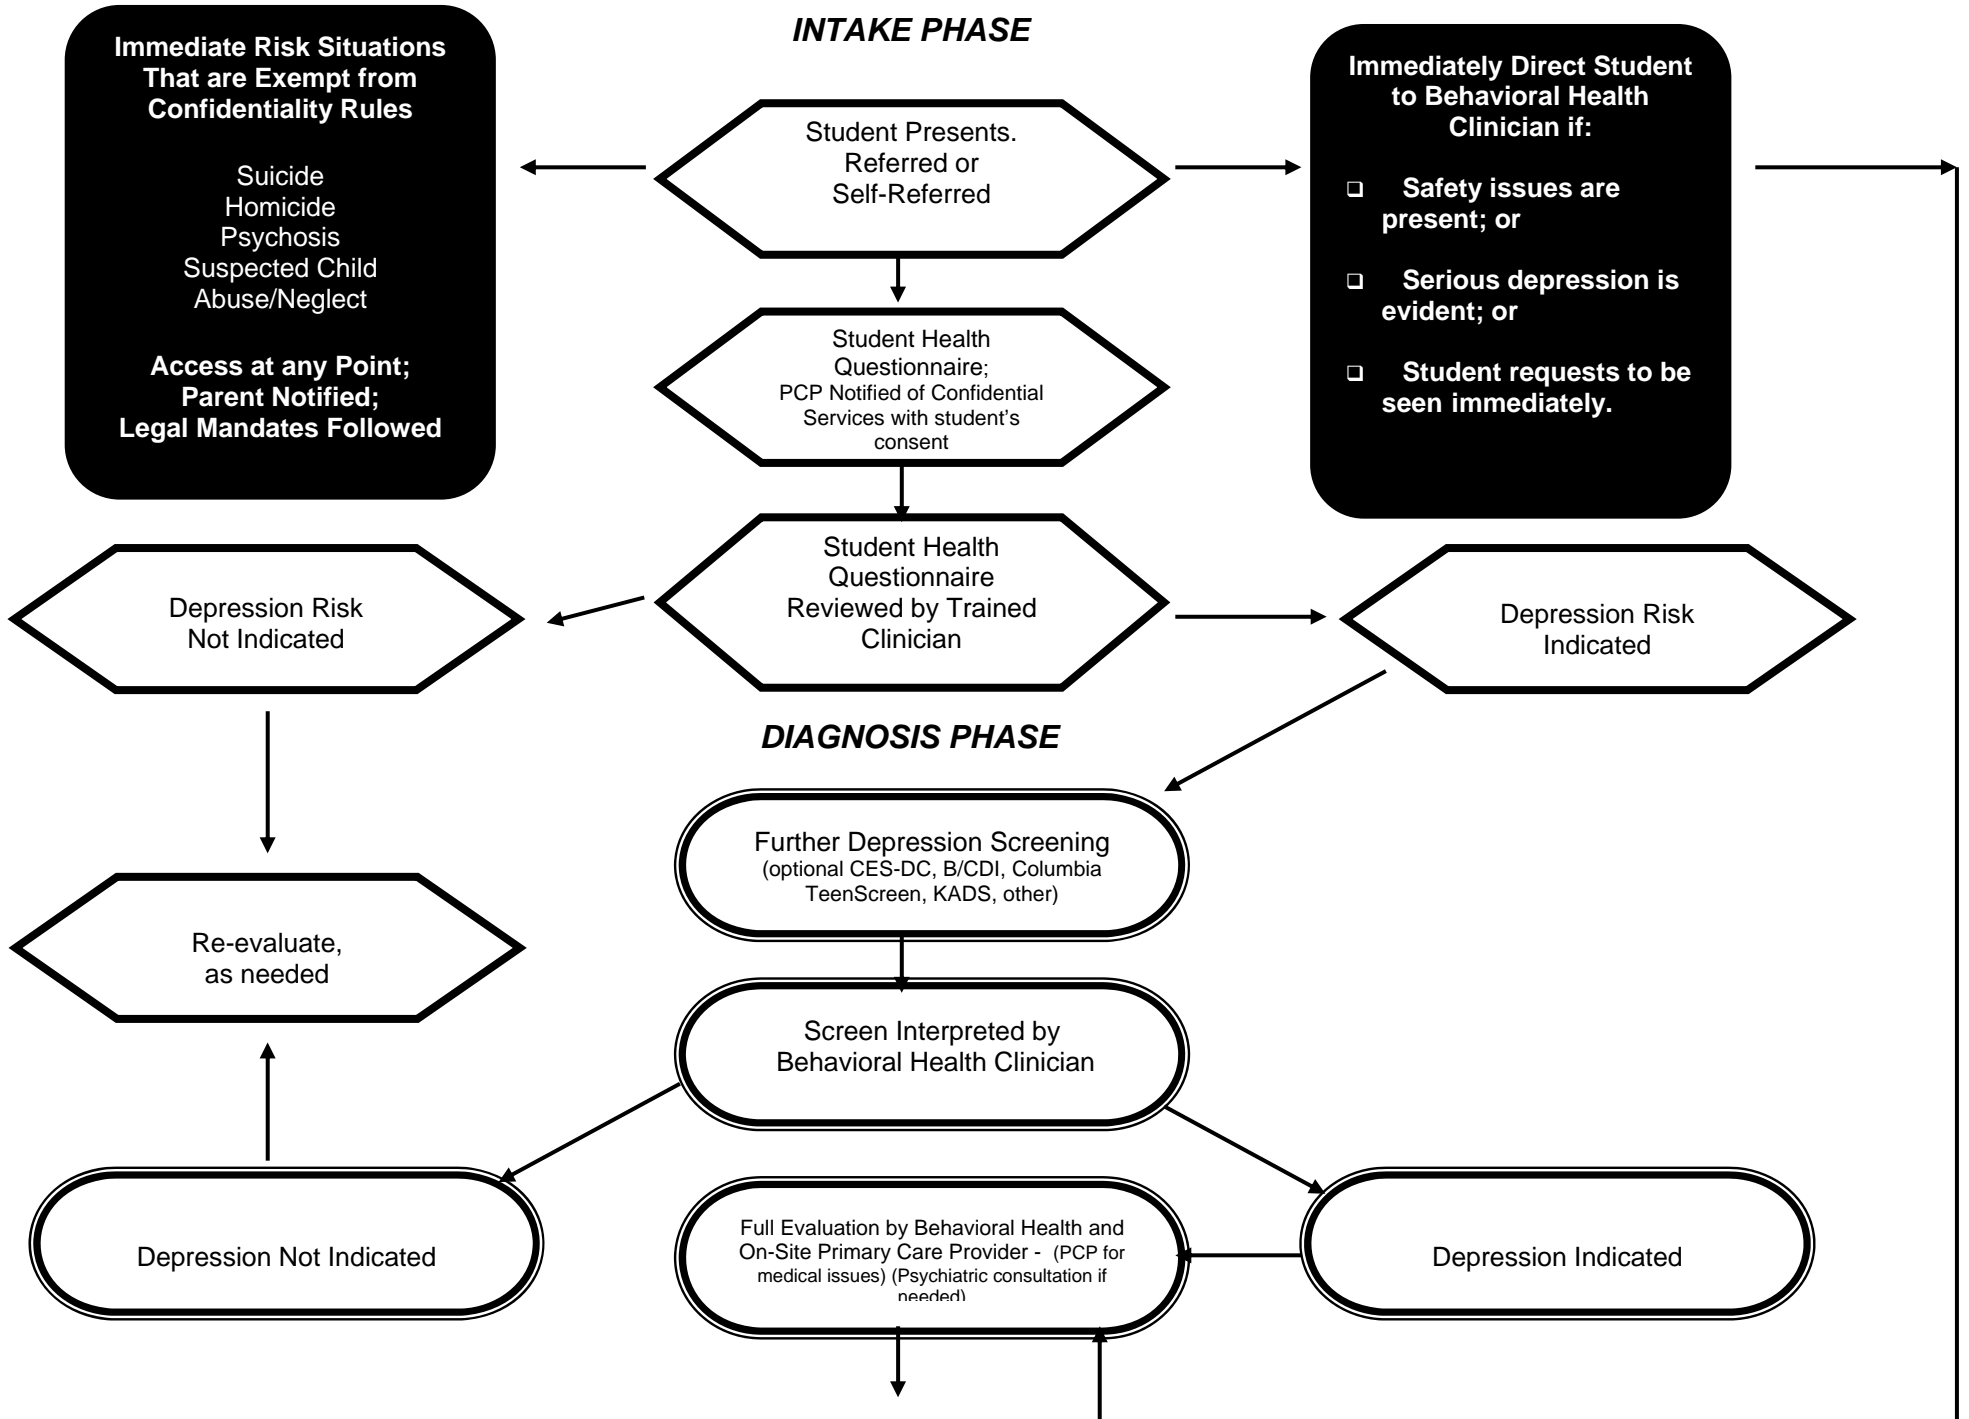 INTAKE PHASE
Immediate Risk Situations
That are Exempt from
Confidentiality Rules
Suicide
Homicide
Psychosis
Suspected Child
Abuse/Neglect
Access at any Point;
Parent Notified;
Legal Mandates Followed
Student Presents.
Referred or
Self-Referred
Immediately Direct Student
to Behavioral Health
Clinician if:
❑ Safety issues are
present; or
❑ Serious depression is
evident; or
❑ Student requests to be
seen immediately.
Student Health
Questionnaire;
PCP Notified of Confidential
Services with student’s
consent
Student Health
Questionnaire
Reviewed by Trained
Clinician
Depression Risk
Not Indicated
Depression Risk
Indicated
DIAGNOSIS PHASE
Further Depression Screening
(optional CES-DC, B/CDI, Columbia
TeenScreen, KADS, other)
Re-evaluate,
as needed
Screen Interpreted by
Behavioral Health Clinician
Depression Not Indicated
Full Evaluation by Behavioral Health and
On-Site Primary Care Provider - (PCP for
medical issues) (Psychiatric consultation if
needed)
Depression Indicated